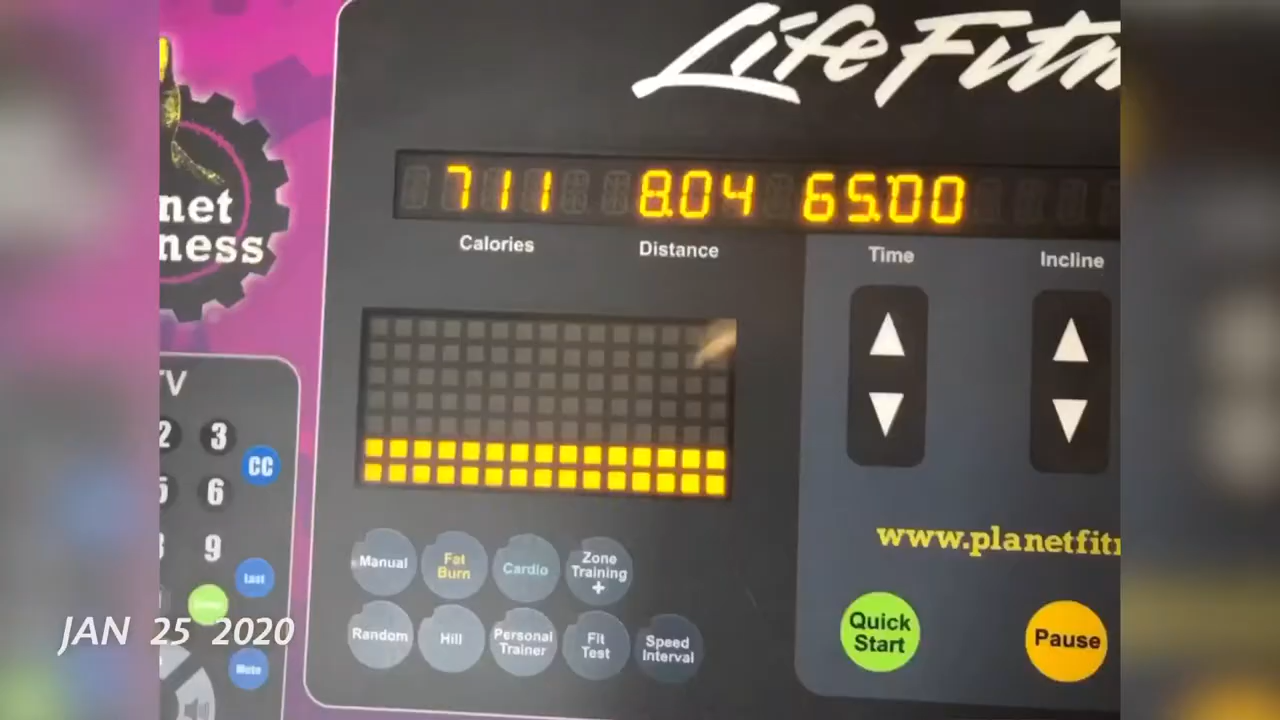 LifeFitn
net
ness
711 8.04 65:00
Calories Distance Time Incline
TV
2 3
CC
5 6
9
Last
Mute
Manual Fat Burn Cardio Zone Training +
Random Hill Personal Trainer Fit Test Speed Interval
www.planetfitn
Quick Start
Pause
JAN 25 2020